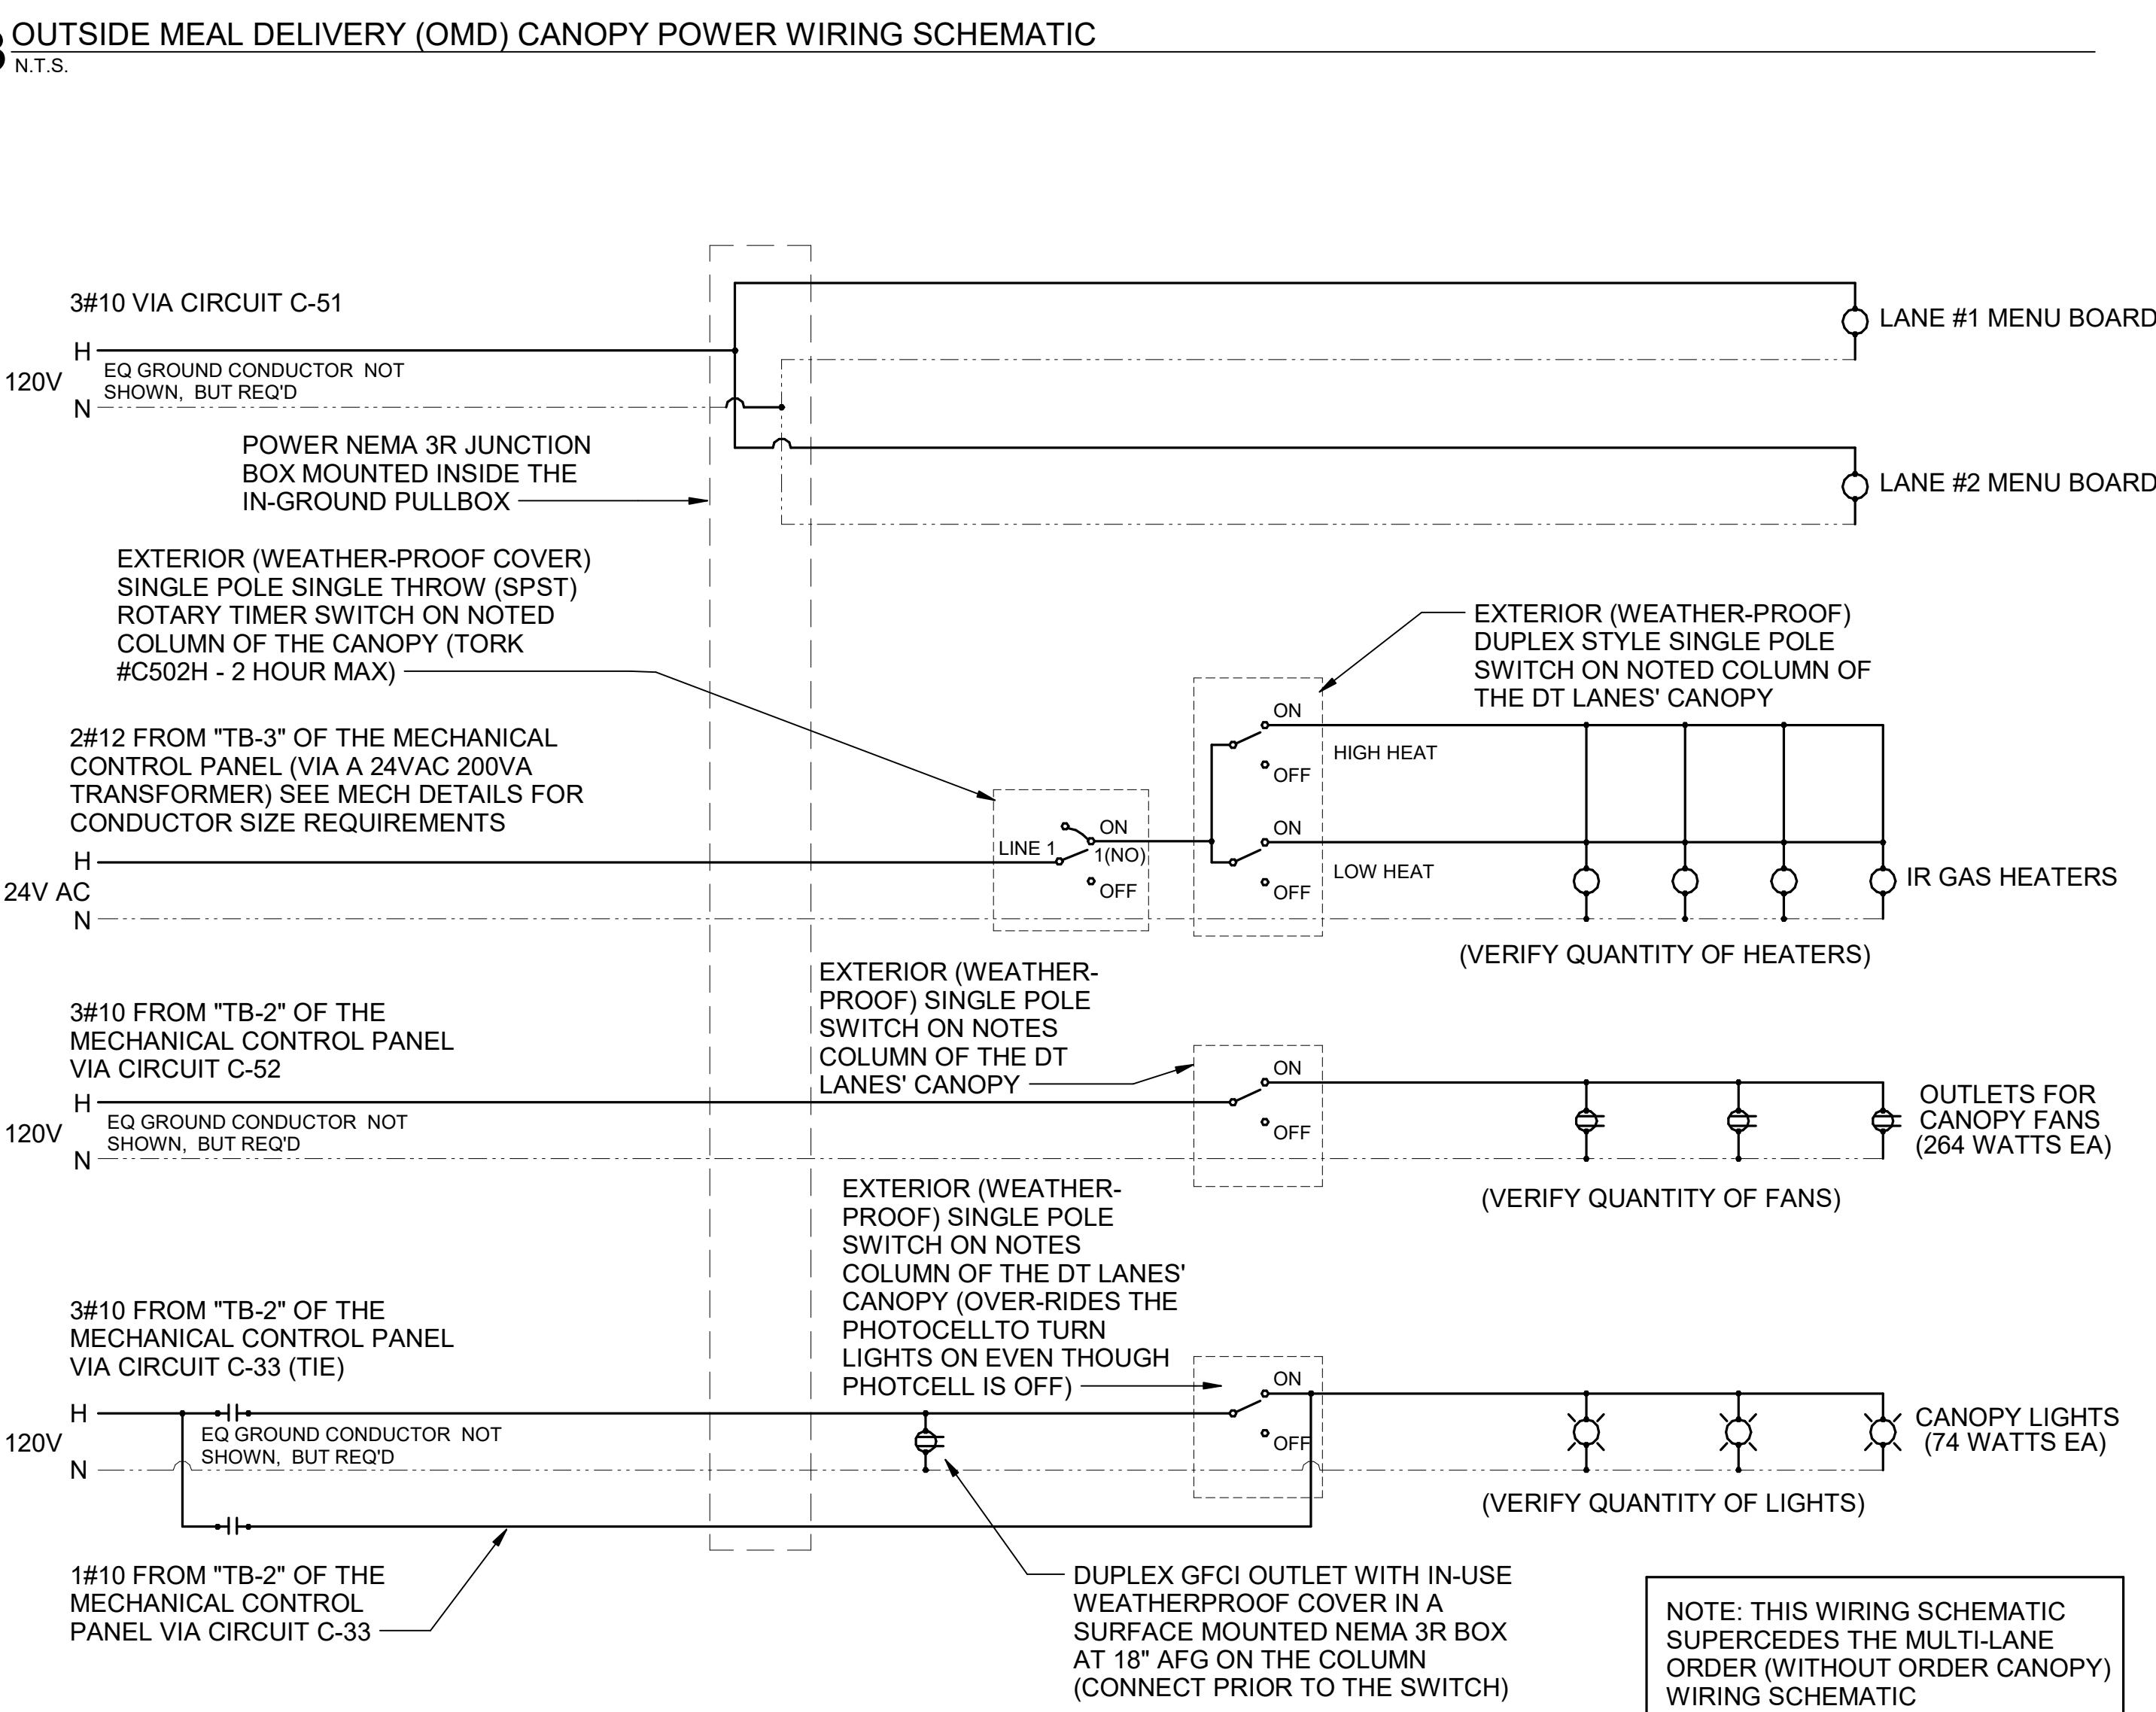 OUTSIDE MEAL DELIVERY (OMD) CANOPY POWER WIRING SCHEMATIC
N.T.S.
3#10 VIA CIRCUIT C-51
H
120V
N
EQ GROUND CONDUCTOR  NOT
SHOWN,  BUT REQ'D
LANE #1 MENU BOARD
LANE #2 MENU BOARD
POWER NEMA 3R JUNCTION
BOX MOUNTED INSIDE THE
IN-GROUND PULLBOX
EXTERIOR (WEATHER-PROOF COVER)
SINGLE POLE SINGLE THROW (SPST)
ROTARY TIMER SWITCH ON NOTED
COLUMN OF THE CANOPY (TORK
#C502H - 2 HOUR MAX)
EXTERIOR (WEATHER-PROOF)
DUPLEX STYLE SINGLE POLE
SWITCH ON NOTED COLUMN OF
THE DT LANES' CANOPY
2#12 FROM "TB-3" OF THE MECHANICAL
CONTROL PANEL (VIA A 24VAC 200VA
TRANSFORMER) SEE MECH DETAILS FOR
CONDUCTOR SIZE REQUIREMENTS
H
24V AC
N
LINE 1
ON
1(NO)
OFF
ON
HIGH HEAT
OFF
ON
LOW HEAT
OFF
IR GAS HEATERS
(VERIFY QUANTITY OF HEATERS)
EXTERIOR (WEATHER-
PROOF) SINGLE POLE
SWITCH ON NOTES
COLUMN OF THE DT
LANES' CANOPY
3#10 FROM "TB-2" OF THE
MECHANICAL CONTROL PANEL
VIA CIRCUIT C-52
H
120V
N
EQ GROUND CONDUCTOR  NOT
SHOWN,  BUT REQ'D
ON
OFF
OUTLETS FOR
CANOPY FANS
(264 WATTS EA)
(VERIFY QUANTITY OF FANS)
EXTERIOR (WEATHER-
PROOF) SINGLE POLE
SWITCH ON NOTES
COLUMN OF THE DT LANES'
CANOPY (OVER-RIDES THE
PHOTOCELLTO TURN
LIGHTS ON EVEN THOUGH
PHOTCELL IS OFF)
3#10 FROM "TB-2" OF THE
MECHANICAL CONTROL PANEL
VIA CIRCUIT C-33 (TIE)
H
120V
N
EQ GROUND CONDUCTOR  NOT
SHOWN,  BUT REQ'D
ON
OFF
CANOPY LIGHTS
(74 WATTS EA)
(VERIFY QUANTITY OF LIGHTS)
1#10 FROM "TB-2" OF THE
MECHANICAL CONTROL
PANEL VIA CIRCUIT C-33
DUPLEX GFCI OUTLET WITH IN-USE
WEATHERPROOF COVER IN A
SURFACE MOUNTED NEMA 3R BOX
AT 18" AFG ON THE COLUMN
(CONNECT PRIOR TO THE SWITCH)
NOTE: THIS WIRING SCHEMATIC
SUPERCEDES THE MULTI-LANE
ORDER (WITHOUT ORDER CANOPY)
WIRING SCHEMATIC